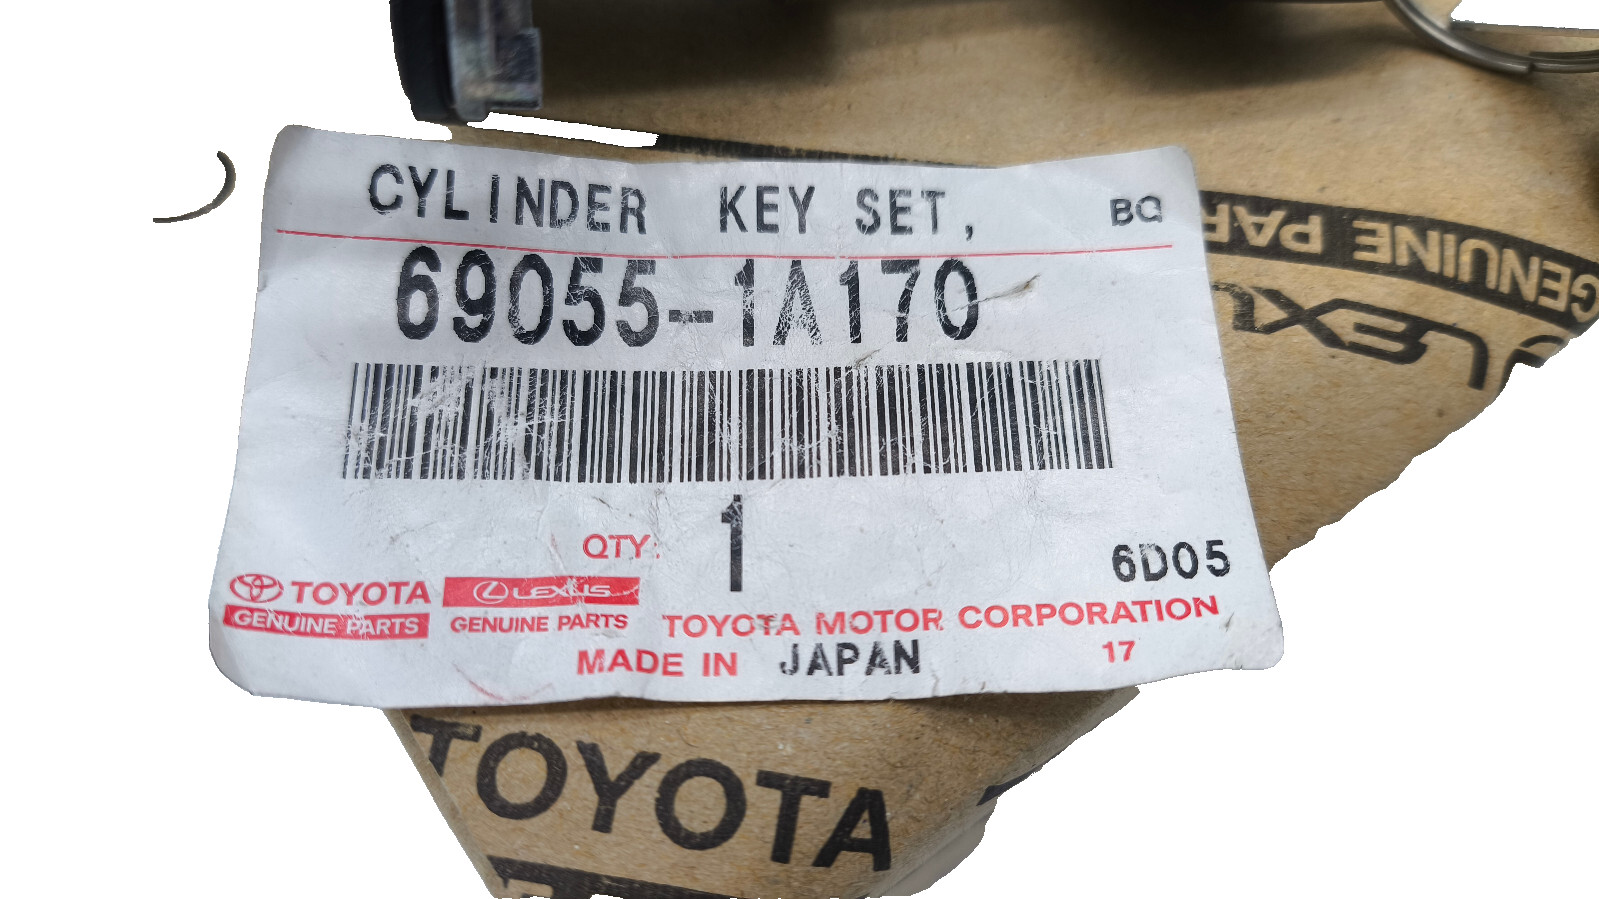 CYLINDER KEY SET, BQ
69055-1A170
QTY: 1
6D05
TOYOTA LEXUS
GENUINE PARTS GENUINE PARTS TOYOTA MOTOR CORPORATION
MADE IN JAPAN 17
GENUINE PAR
LEXU
TOYOTA